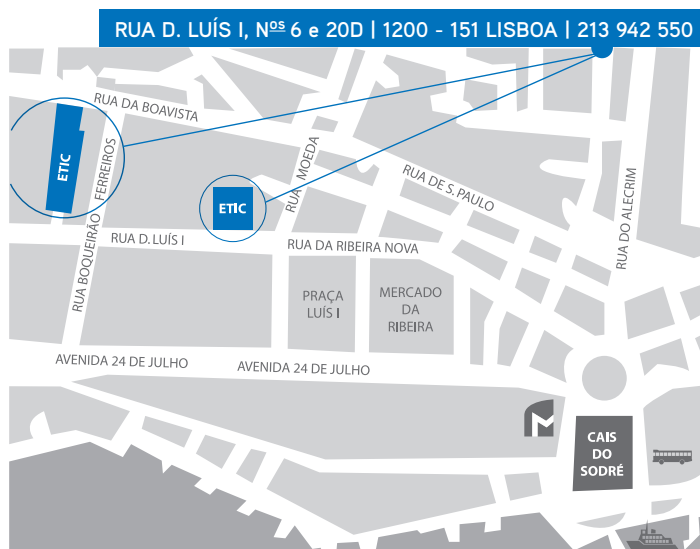 RUA D. LUÍS I, Nºs 6 e 20D | 1200 - 151 LISBOA | 213 942 550
RUA DA BOAVISTA
ETIC
RUA BOQUEIRÃO FERREIROS
RUA MOEDA
RUA DE S. PAULO
RUA DO ALECRIM
ETIC
RUA D. LUÍS I
RUA DA RIBEIRA NOVA
PRAÇA
LUÍS I
MERCADO
DA
RIBEIRA
AVENIDA 24 DE JULHO
AVENIDA 24 DE JULHO
M
CAIS
DO
SODRÉ